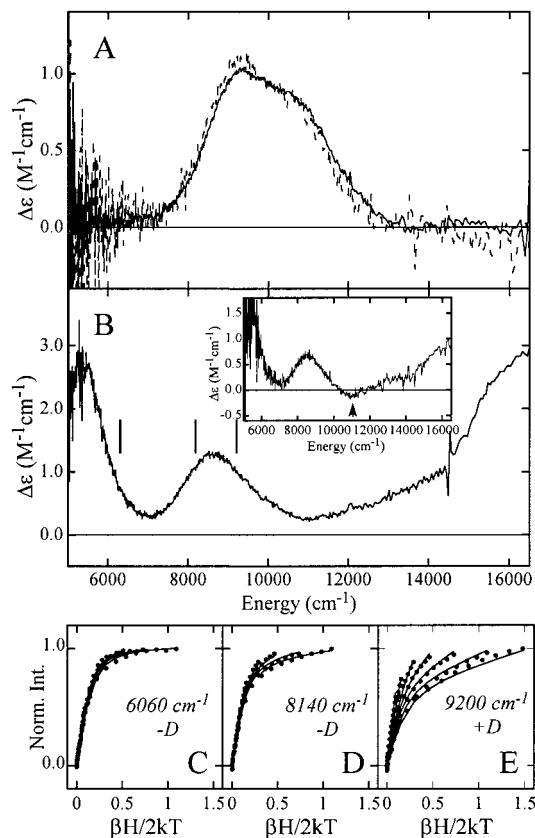 A
1.0
0.5
0.0
Δε (M⁻¹cm⁻¹)
B
3.0
2.0
1.0
0.0
Δε (M⁻¹cm⁻¹)
1.5
1.0
0.5
0.0
-0.5
Δε (M⁻¹cm⁻¹)
6000 8000 10000 12000 14000 16000
Energy (cm⁻¹)
6000 8000 10000 12000 14000 16000
Energy (cm⁻¹)
1.0
0.0
Norm. Int.
6060 cm⁻¹
-D
C
8140 cm⁻¹
-D
D
9200 cm⁻¹
+D
E
0 0.5 1 1.5 0 0.5 1 1.5 0 0.5 1 1.5
βH/2kT βH/2kT βH/2kT